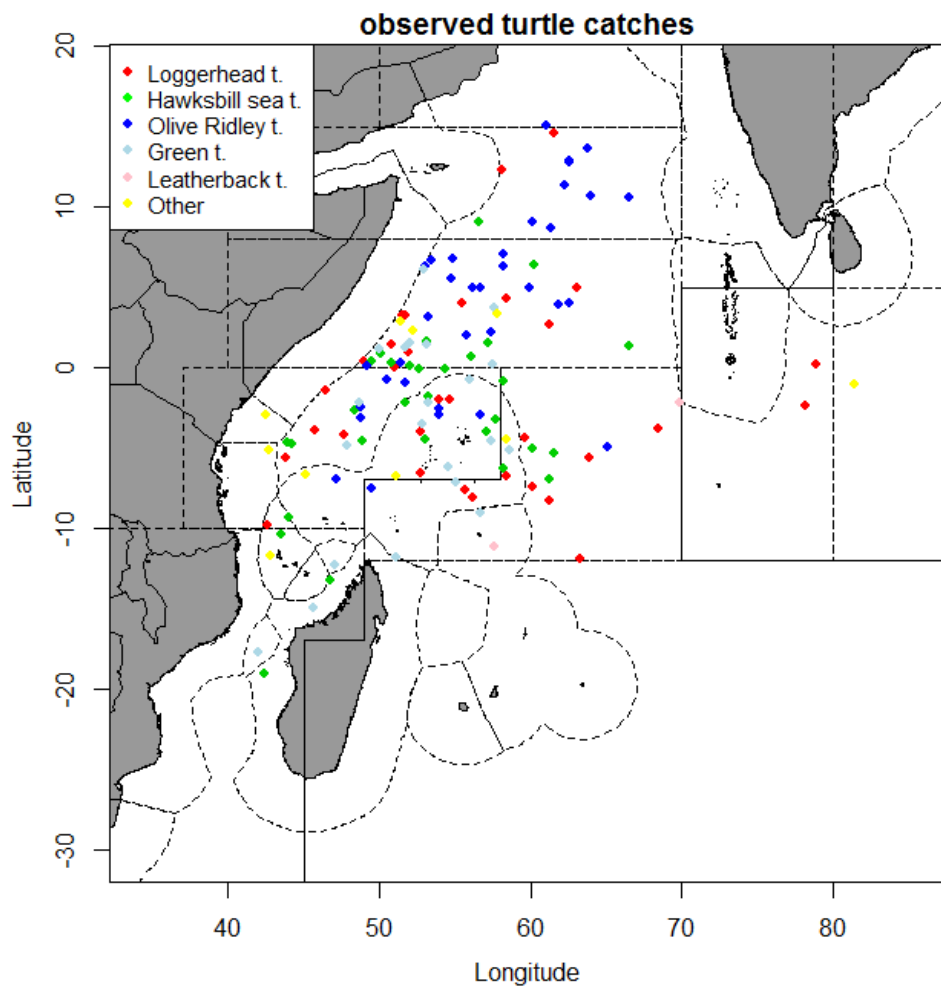 observed turtle catches
Loggerhead t.
Hawksbill sea t.
Olive Ridley t.
Green t.
Leatherback t.
Other
20
10
0
-10
-20
-30
Latitude
40 50 60 70 80
Longitude